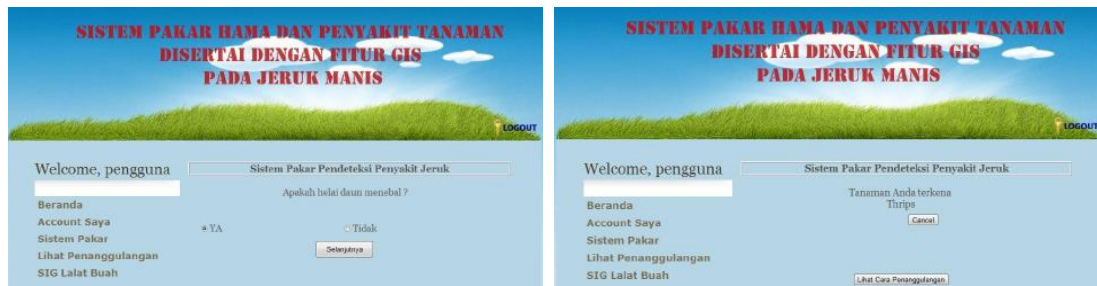 SISTEM PAKAR HAMA DAN PENYAKIT TANAMAN
DISERTAI DENGAN FITUR GIS
PADA JERUK MANIS
LOGOUT
Welcome, pengguna
Sistem Pakar Pendeteksi Penyakit Jeruk
Apakah helai daun menebal ?
Beranda
Account Saya
YA
Tidak
Sistem Pakar
Selanjutnya
Lihat Penanggulangan
SIG Lalat Buah
SISTEM PAKAR HAMA DAN PENYAKIT TANAMAN
DISERTAI DENGAN FITUR GIS
PADA JERUK MANIS
LOGOUT
Welcome, pengguna
Sistem Pakar Pendeteksi Penyakit Jeruk
Tanaman Anda terkena
Thrips
Cancel
Beranda
Account Saya
Sistem Pakar
Lihat Penanggulangan
SIG Lalat Buah
Lihat Cara Penanggulangan